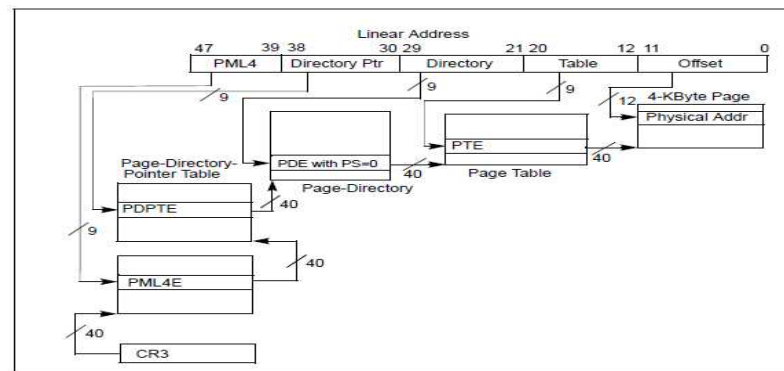 Linear Address
47 39 38 30 29 21 20 12 11 0
PML4 Directory Ptr Directory Table Offset
9 9 9
12 4-KByte Page
Physical Addr
PTE
PDE with PS=0 40 40
Page-Directory-
Pointer Table
Page Table
Page-Directory
PDPTE 40
9
40
PML4E
40
CR3